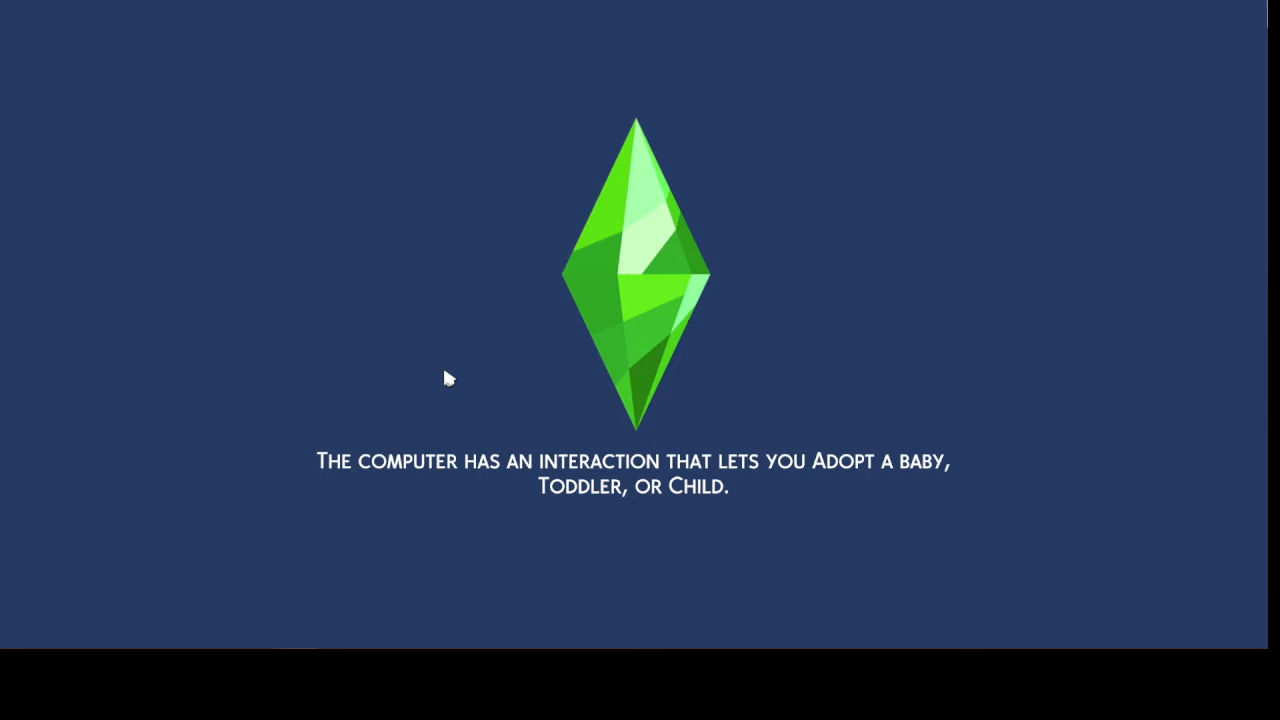 THE COMPUTER HAS AN INTERACTION THAT LETS YOU ADOPT A BABY,
TODDLER, OR CHILD.